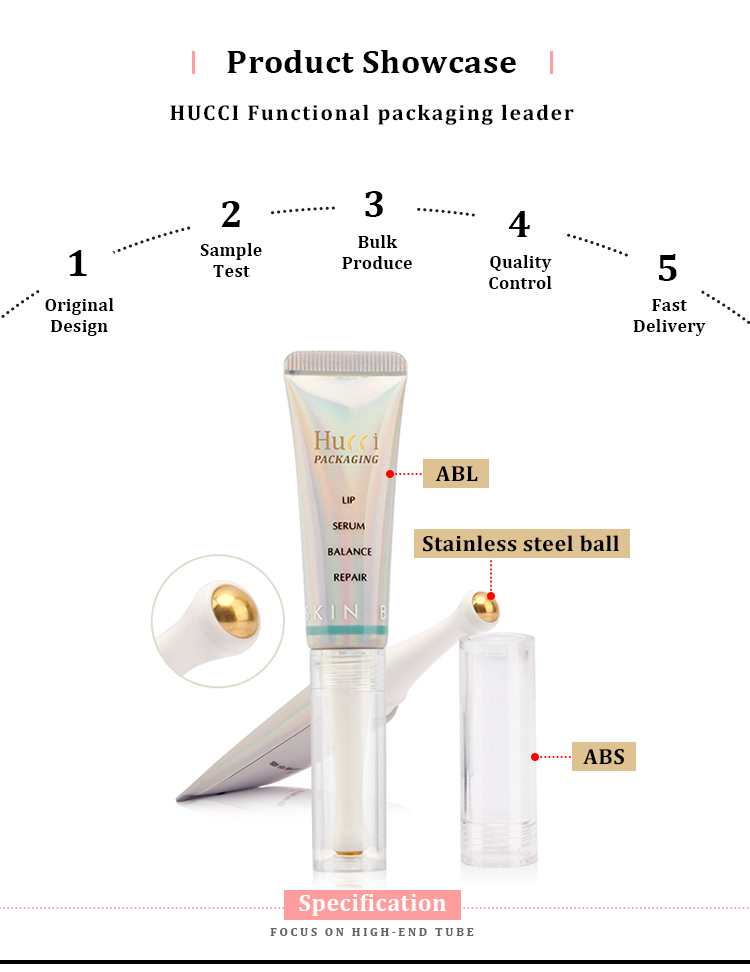 Product Showcase
HUCCI Functional packaging leader
1
Original
Design
2
Sample
Test
3
Bulk
Produce
4
Quality
Control
5
Fast
Delivery
Hucci
PACKAGING
LIP
SERUM
BALANCE
REPAIR
SKIN B
ABL
Stainless steel ball
ABS
Specification
FOCUS ON HIGH-END TUBE